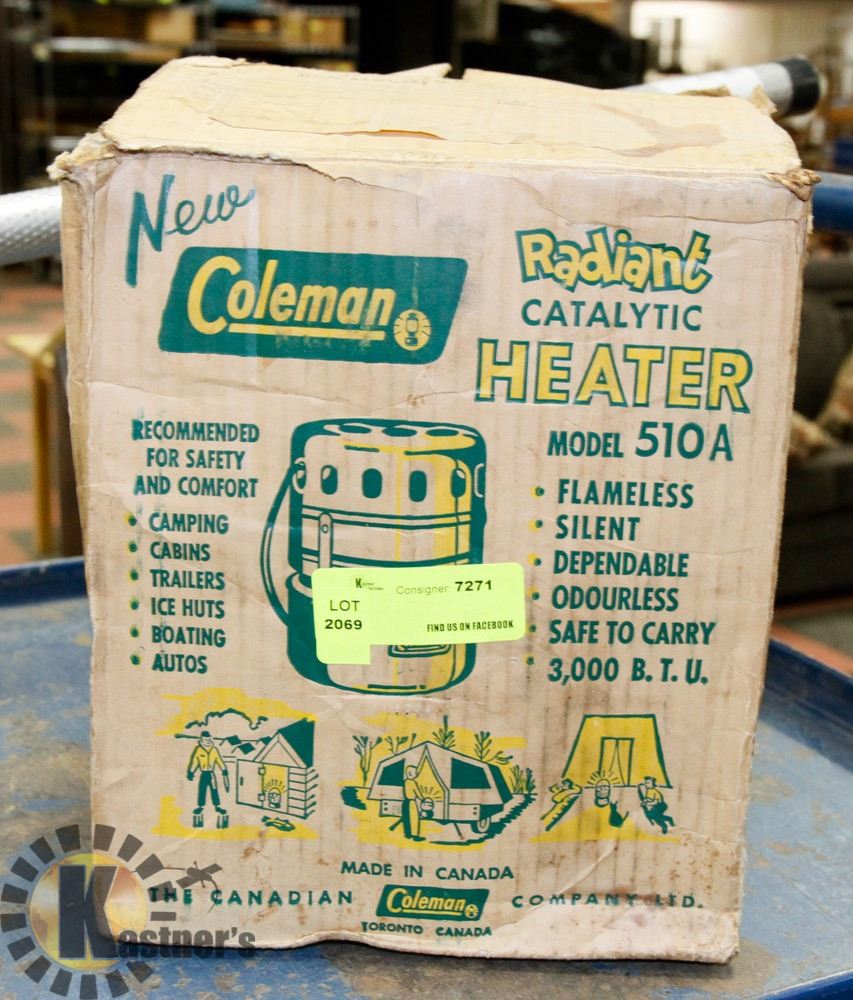 New
Coleman
Radiant
CATALYTIC
HEATER
MODEL 510A
RECOMMENDED
FOR SAFETY
AND COMFORT
• CAMPING
• CABINS
• TRAILERS
• ICE HUTS
• BOATING
• AUTOS
• FLAMELESS
• SILENT
• DEPENDABLE
• ODOURLESS
• SAFE TO CARRY
• 3,000 B.T.U.
Consigner: 7271
LOT
2069
FIND US ON FACEBOOK
MADE IN CANADA
THE CANADIAN Coleman COMPANY LTD.
TORONTO CANADA
Kastner's